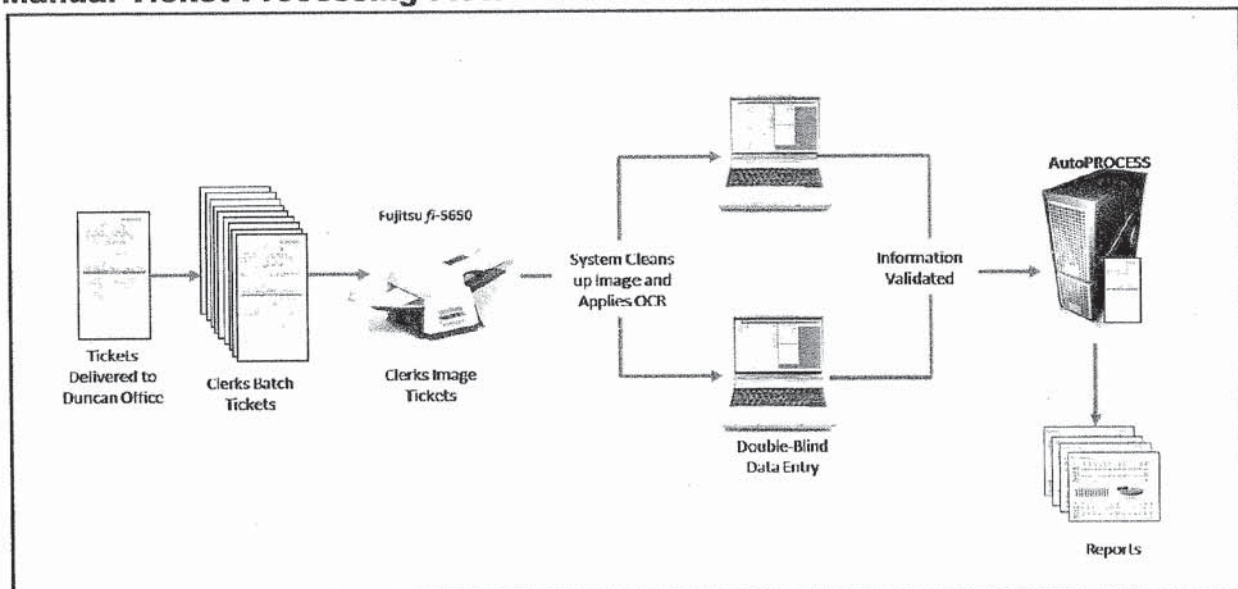 Manual Ticket Processing Flow
Tickets
Delivered to
Duncan Office
Clerks Batch
Tickets
Fujitsu fi-5650
Clerks Image
Tickets
System Cleans
up Image and
Applies OCR
Double-Blind
Data Entry
Information
Validated
AutoPROCESS
Reports